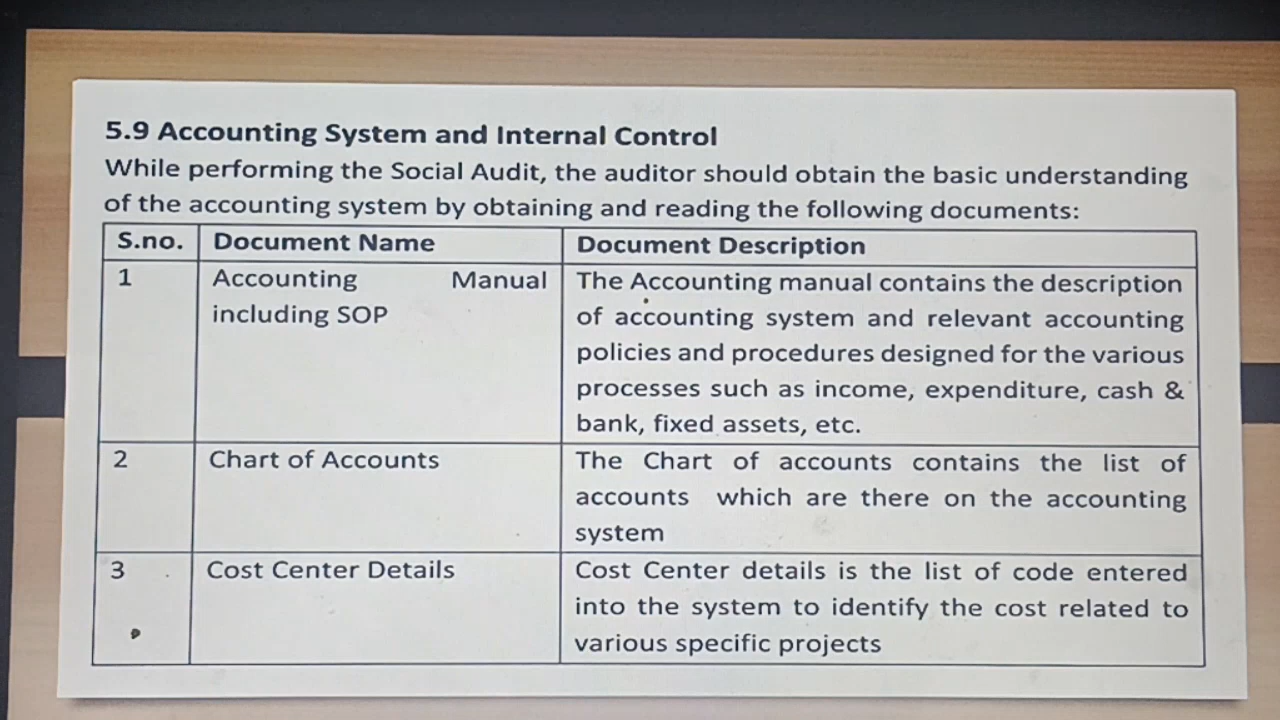 5.9 Accounting System and Internal Control
While performing the Social Audit, the auditor should obtain the basic understanding
of the accounting system by obtaining and reading the following documents:
S.no. Document Name Document Description
1 Accounting Manual The Accounting manual contains the description
including SOP of accounting system and relevant accounting
policies and procedures designed for the various
processes such as income, expenditure, cash &
bank, fixed assets, etc.
2 Chart of Accounts The Chart of accounts contains the list of
accounts which are there on the accounting
system
3 Cost Center Details Cost Center details is the list of code entered
into the system to identify the cost related to
various specific projects